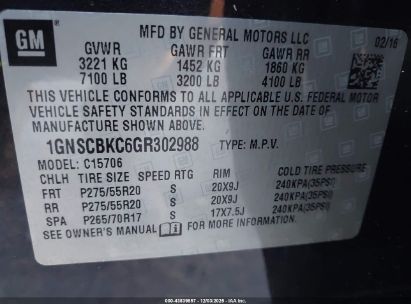 GM
MFD BY GENERAL MOTORS LLC
02/16
GVWR GAWR FRT GAWR RR
3221 KG 1452 KG 1860 KG
7100 LB 3200 LB 4100 LB
THIS VEHICLE CONFORMS TO ALL APPLICABLE U.S. FEDERAL MOTOR
VEHICLE SAFETY STANDARDS IN EFFECT ON THE DATE OF
MANUFACTURE SHOWN ABOVE.
1GNSCBKC6GR302988 TYPE: M.P.V.
MODEL: C15706
CHLH TIRE SIZE SPEED RTG RIM COLD TIRE PRESSURE
FRT P275/55R20 S 20X9J 240KPA(35PSI)
RR P275/55R20 S 20X9J 240KPA(35PSI)
SPA P265/70R17 S 17X7.5J 240KPA(35PSI)
SEE OWNER'S MANUAL FOR MORE INFORMATION.